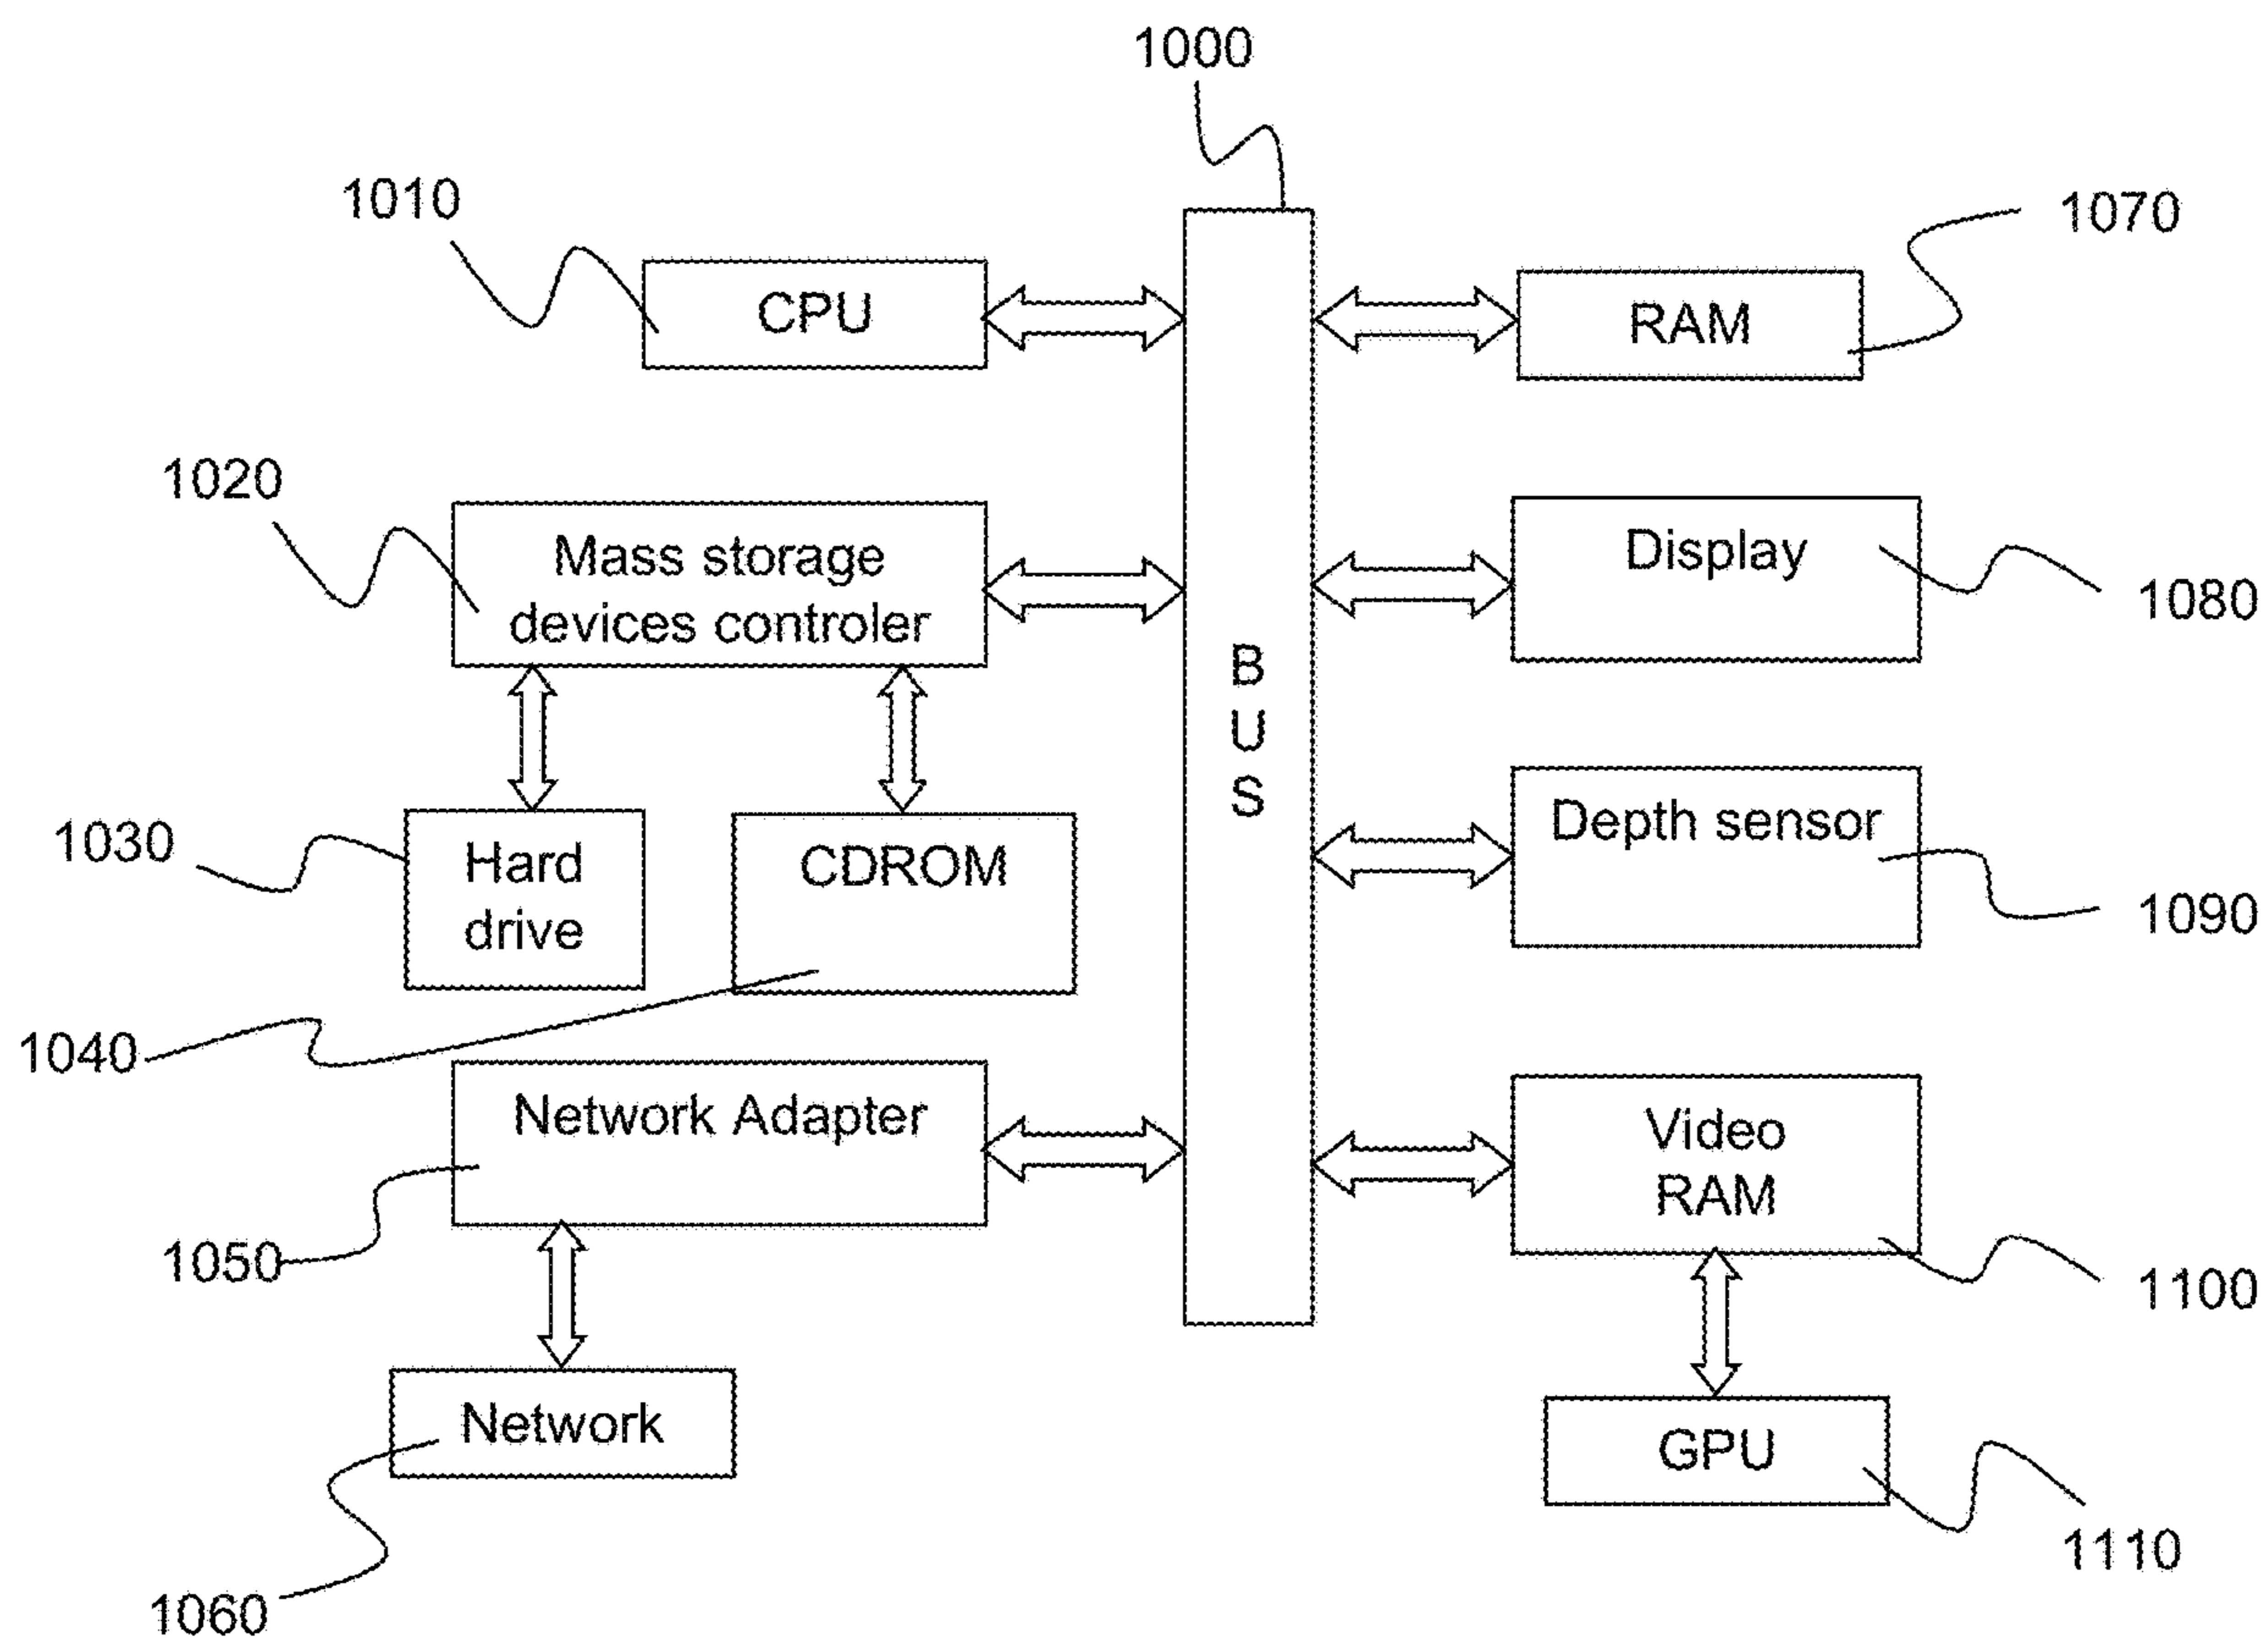 1000
1010
CPU
RAM
1070
1020
Mass storage
devices controler
Display
1080
B
U
S
1030
Hard
drive
CDROM
Depth sensor
1090
1040
Network Adapter
1050
Video
RAM
1100
Network
1060
GPU
1110